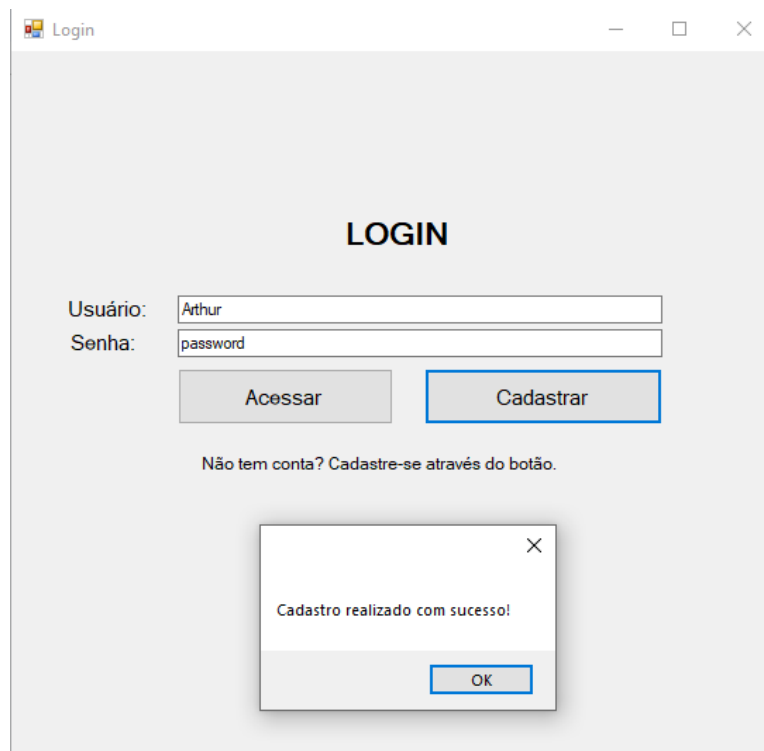 Login
LOGIN
Usuário: Arthur
Senha: password
Acessar Cadastrar
Não tem conta? Cadastre-se através do botão.
Cadastro realizado com sucesso!
OK